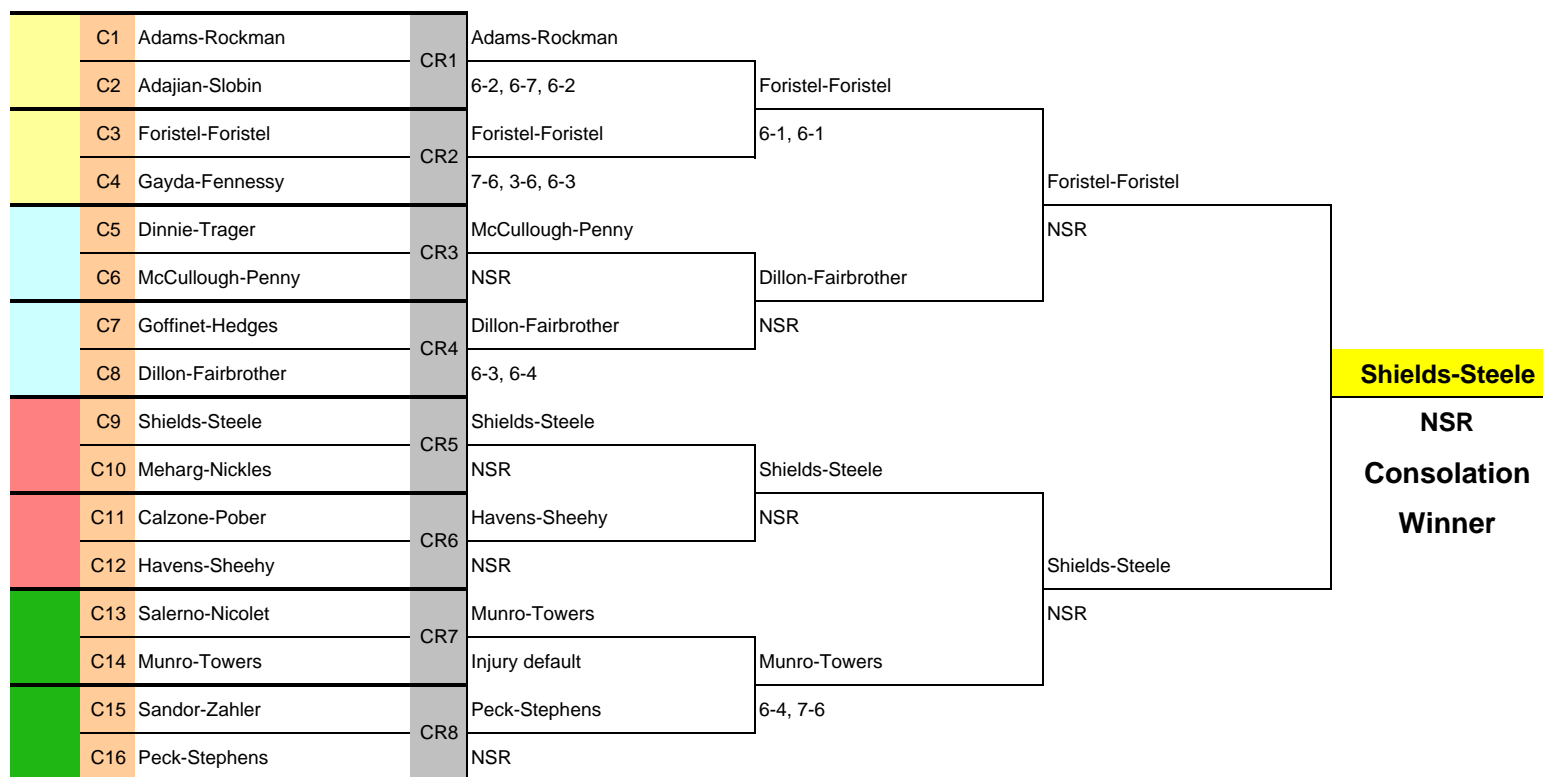 C1 Adams-Rockman CR1 Adams-Rockman
C2 Adajian-Slobin 6-2, 6-7, 6-2 Foristel-Foristel
C3 Foristel-Foristel CR2 Foristel-Foristel 6-1, 6-1
C4 Gayda-Fennessy 7-6, 3-6, 6-3 Foristel-Foristel
C5 Dinnie-Trager CR3 McCullough-Penny NSR
C6 McCullough-Penny NSR Dillon-Fairbrother
C7 Goffinet-Hedges CR4 Dillon-Fairbrother NSR
C8 Dillon-Fairbrother 6-3, 6-4 Shields-Steele
C9 Shields-Steele CR5 Shields-Steele NSR
C10 Meharg-Nickles NSR Shields-Steele Consolation
C11 Calzone-Pober CR6 Havens-Sheehy NSR Winner
C12 Havens-Sheehy NSR Shields-Steele
C13 Salerno-Nicolet CR7 Munro-Towers NSR
C14 Munro-Towers Injury default Munro-Towers
C15 Sandor-Zahler CR8 Peck-Stephens 6-4, 7-6
C16 Peck-Stephens NSR